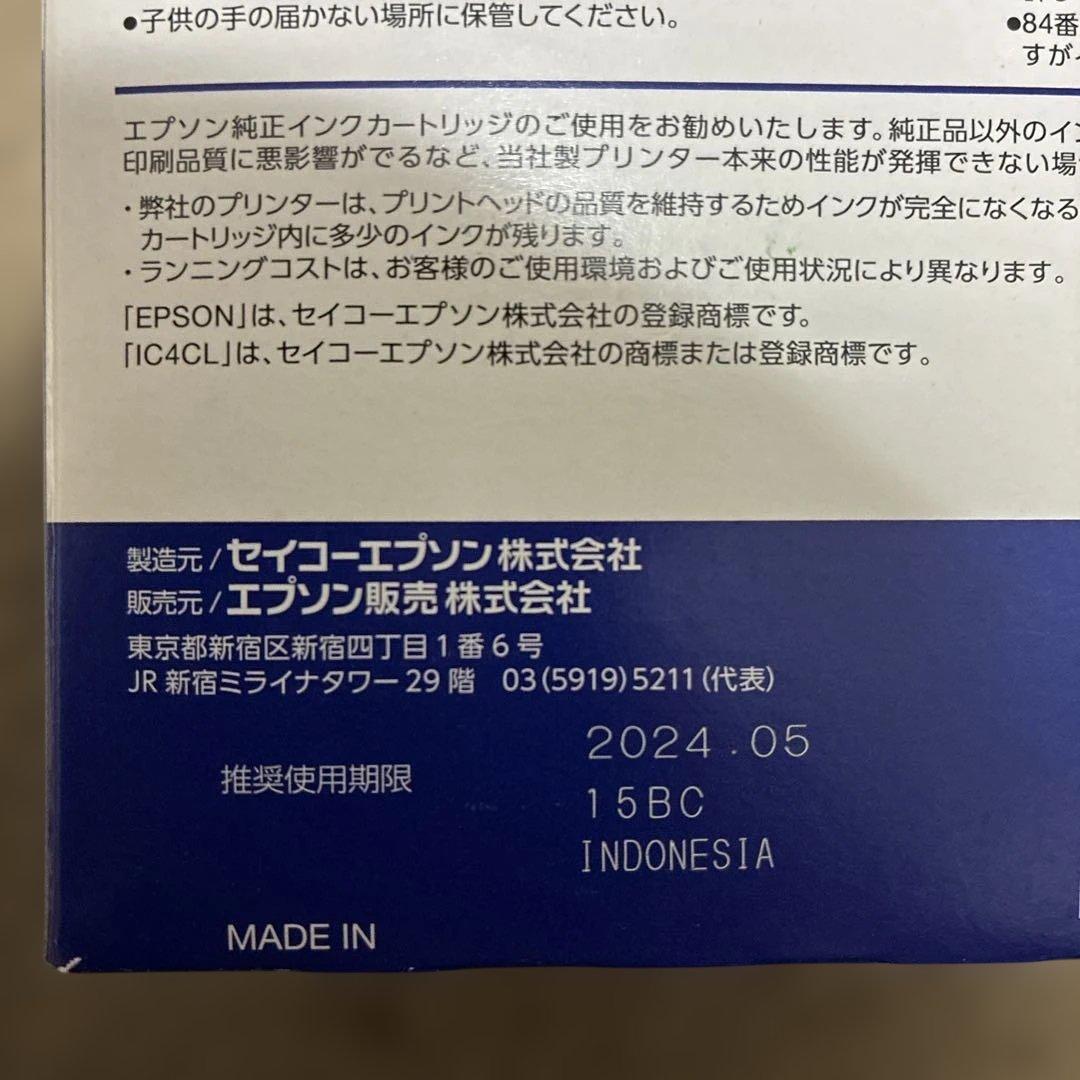 ●子供の手の届かない場所に保管してください。
●84番
すが
エプソン純正インクカートリッジのご使用をお勧めいたします。純正品以外のイン
印刷品質に悪影響がでるなど、当社製プリンター本来の性能が発揮できない場
・弊社のプリンターは、プリントヘッドの品質を維持するためインクが完全になくなる
カートリッジ内に多少のインクが残ります。
・ランニングコストは、お客様のご使用環境およびご使用状況により異なります。
「EPSON」は、セイコーエプソン株式会社の登録商標です。
「IC4CL」は、セイコーエプソン株式会社の商標または登録商標です。
製造元/セイコーエプソン株式会社
販売元/エプソン販売株式会社
東京都新宿区新宿四丁目1番6号
JR新宿ミライナタワー29階 03(5919)5211(代表)
推奨使用期限 2024.05
15BC
INDONESIA
MADE IN